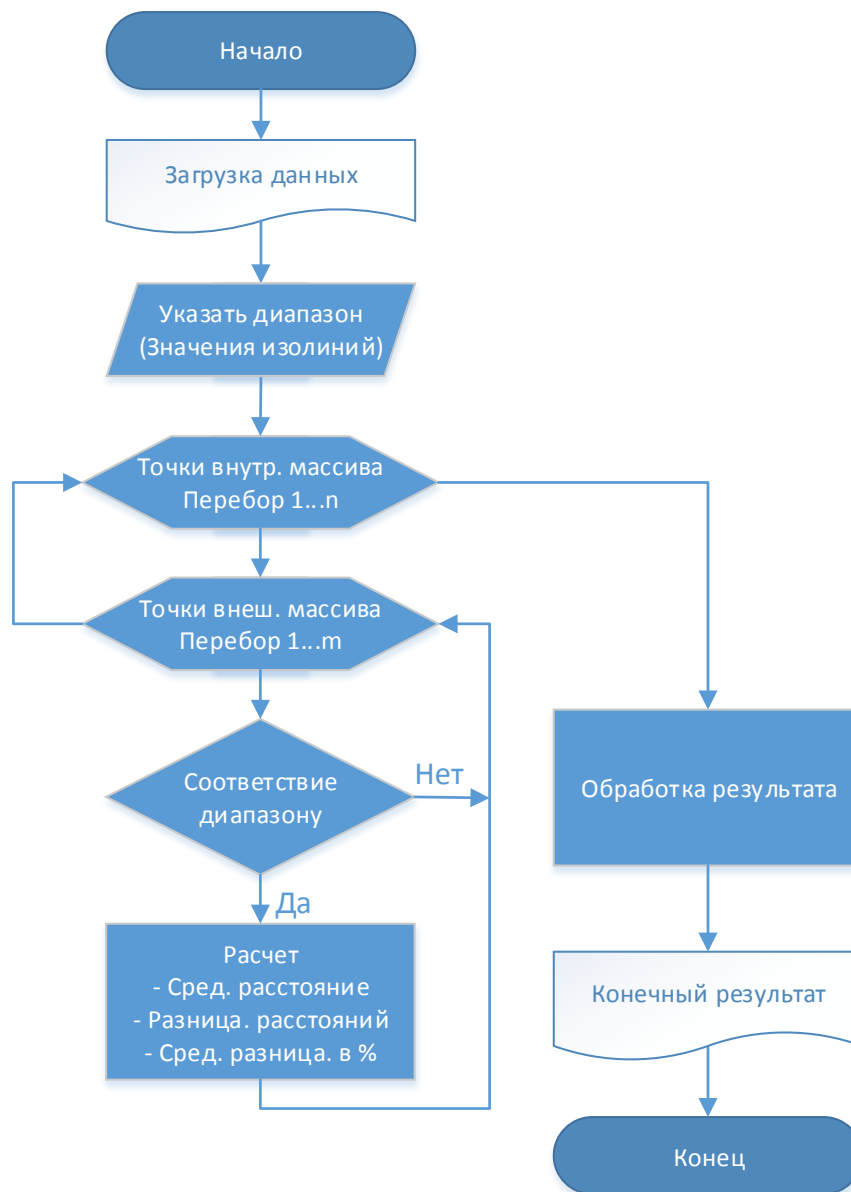 Начало
Загрузка данных
Указать диапазон
(Значения изолиний)
Точки внутр. массива
Перебор 1...n
Точки внеш. массива
Перебор 1...m
Соответствие
диапазону
Нет
Да
Расчет
- Сред. расстояние
- Разница. расстояний
- Сред. разница. в %
Обработка результата
Конечный результат
Конец